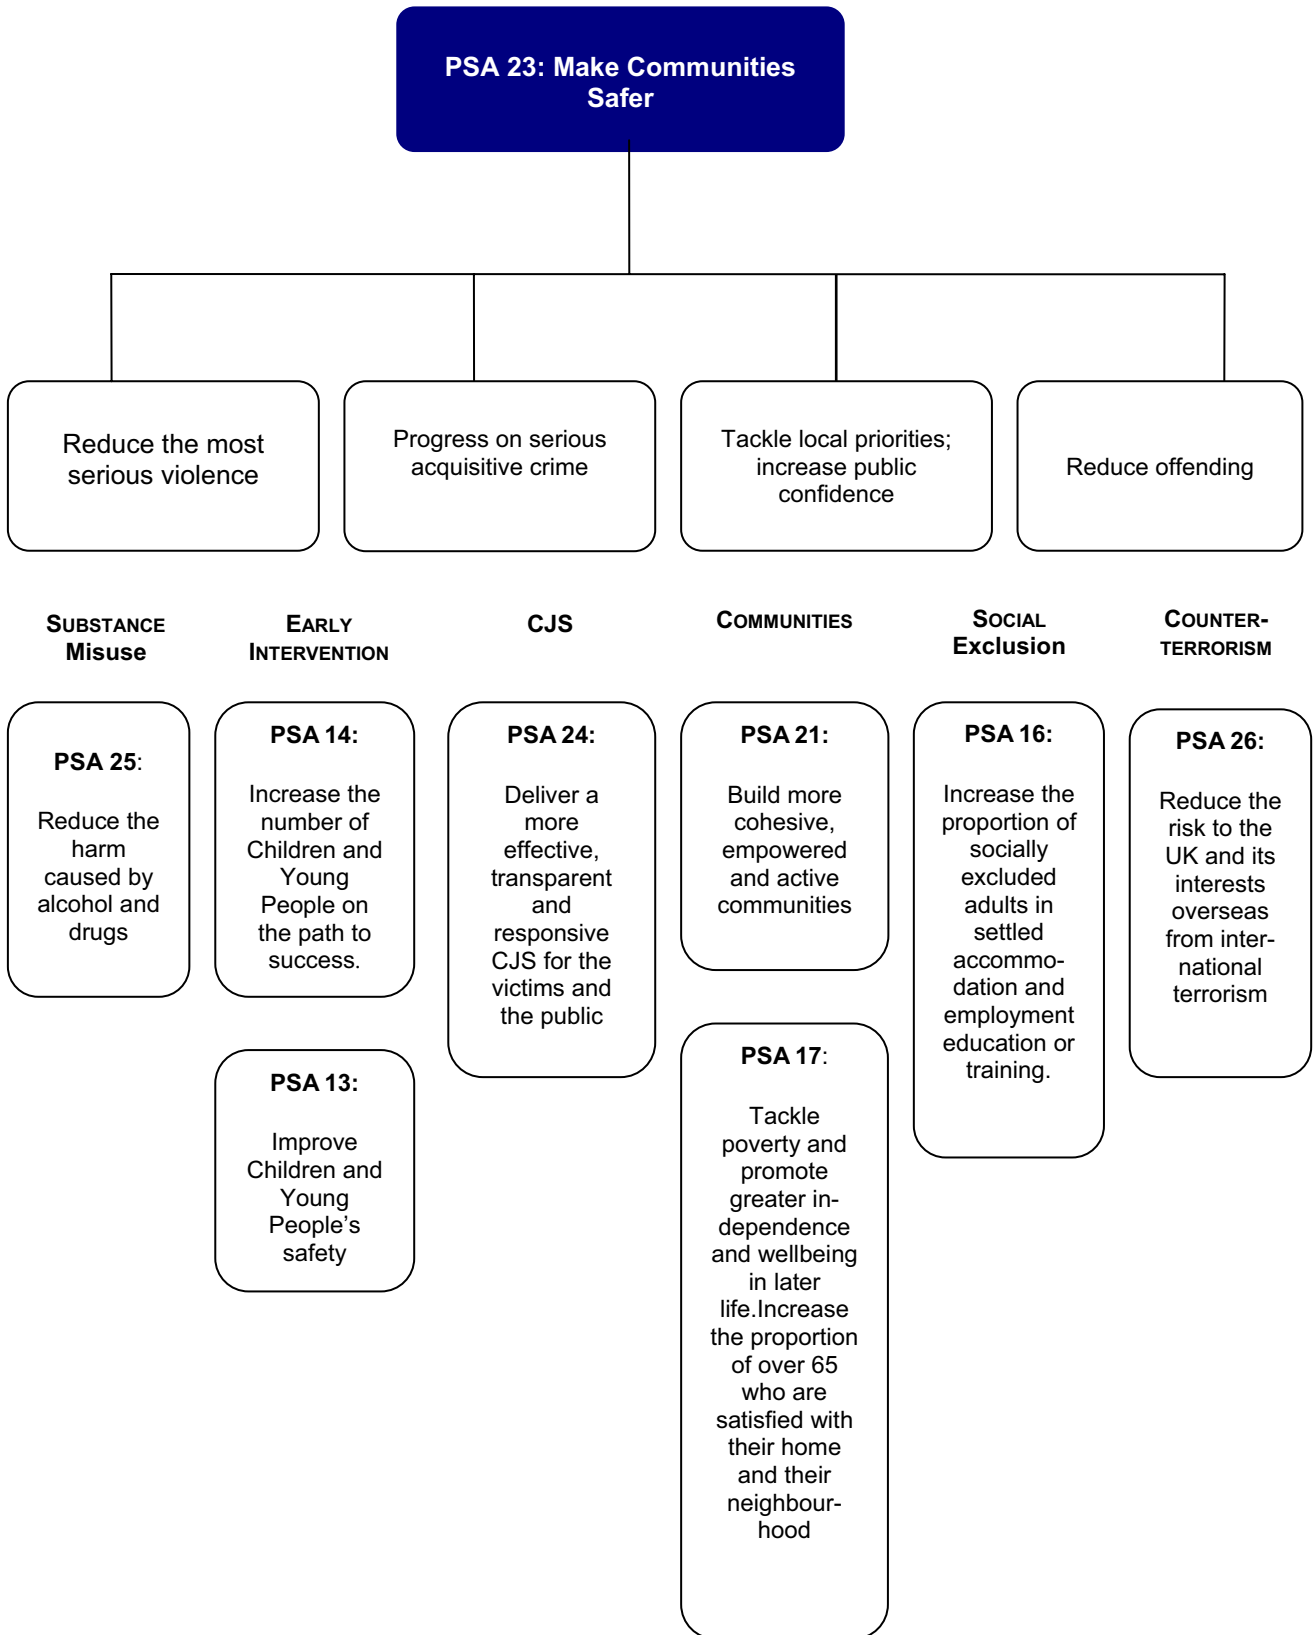 PSA 23: Make Communities
Safer
Reduce the most
serious violence
Progress on serious
acquisitive crime
Tackle local priorities;
increase public
confidence
Reduce offending
SUBSTANCE
Misuse
EARLY
INTERVENTION
CJS
COMMUNITIES
SOCIAL
Exclusion
COUNTER-
TERRORISM
PSA 25:
Reduce the
harm
caused by
alcohol and
drugs
PSA 14:
Increase the
number of
Children and
Young
People on
the path to
success.
PSA 13:
Improve
Children and
Young
People’s
safety
PSA 24:
Deliver a
more
effective,
transparent
and
responsive
CJS for the
victims and
the public
PSA 21:
Build more
cohesive,
empowered
and active
communities
PSA 17:
Tackle
poverty and
promote
greater in-
dependence
and wellbeing
in later
life.Increase
the proportion
of over 65
who are
satisfied with
their home
and their
neighbour-
hood
PSA 16:
Increase the
proportion of
socially
excluded
adults in
settled
accommo-
dation and
employment
education or
training.
PSA 26:
Reduce the
risk to the
UK and its
interests
overseas
from inter-
national
terrorism